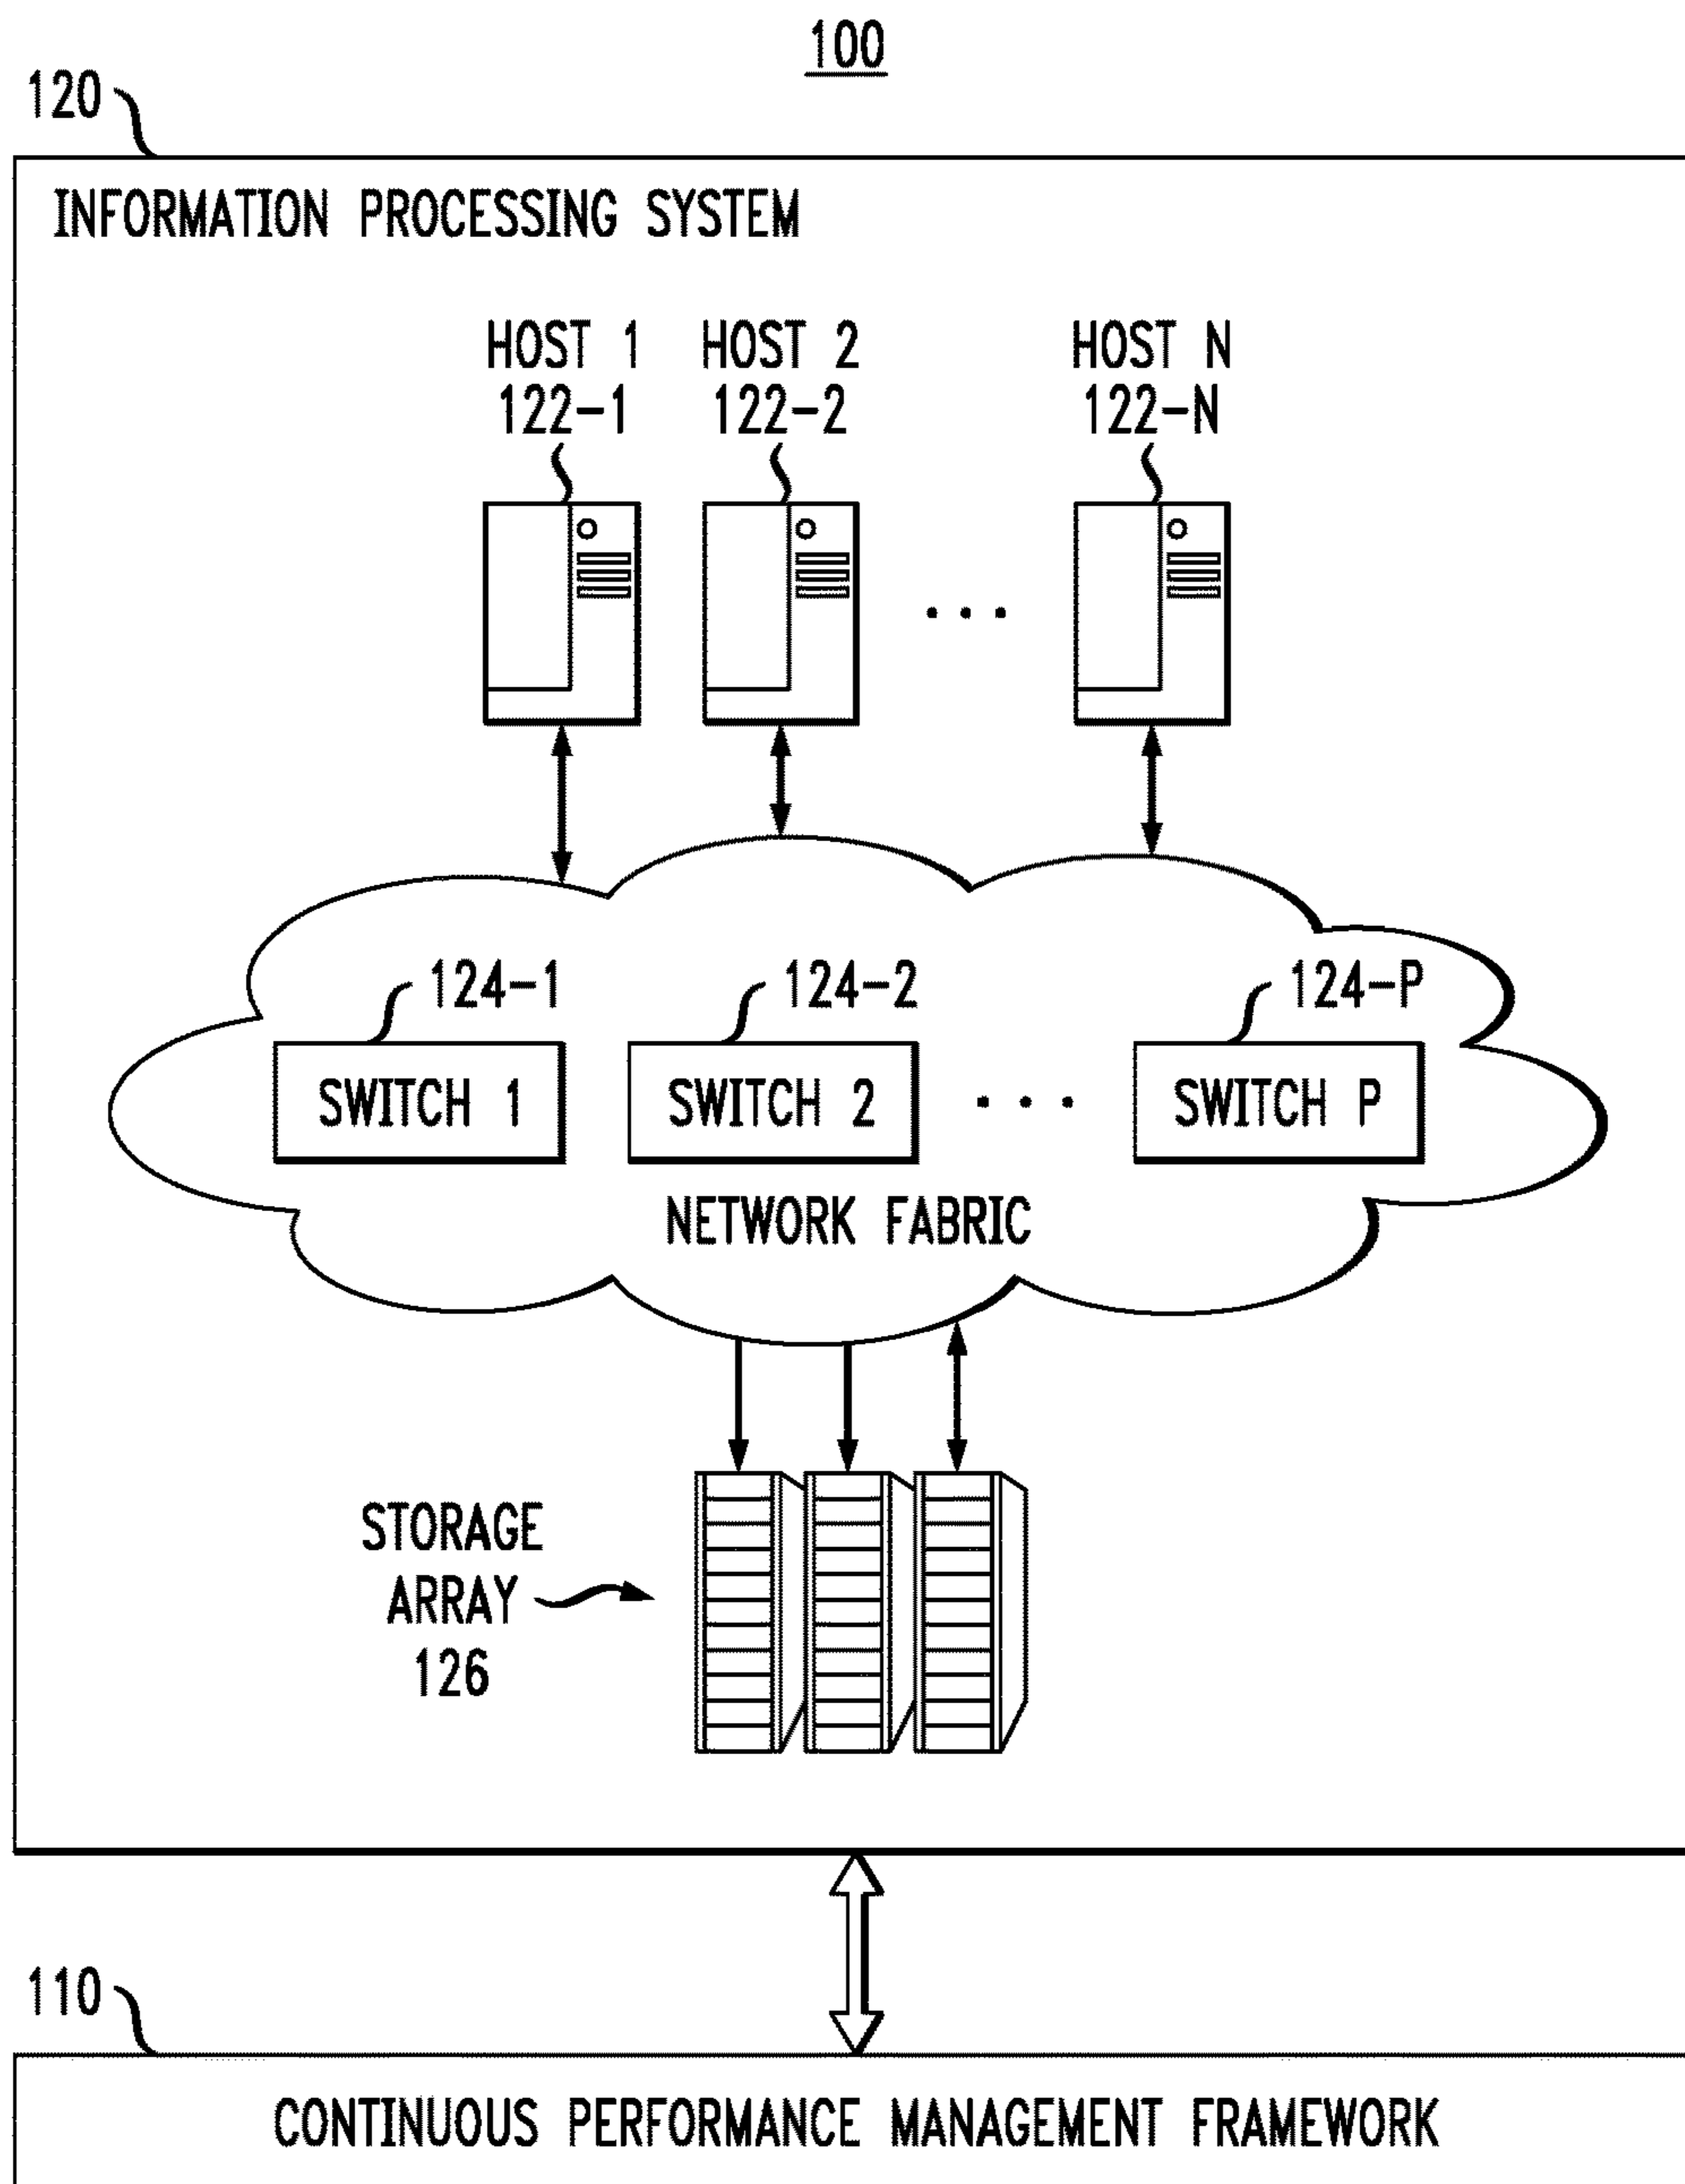 100
120
INFORMATION PROCESSING SYSTEM
HOST 1 HOST 2 HOST N
122-1 122-2 122-N
124-1 124-2 124-P
SWITCH 1 SWITCH 2 SWITCH P
NETWORK FABRIC
STORAGE
ARRAY
126
110
CONTINUOUS PERFORMANCE MANAGEMENT FRAMEWORK